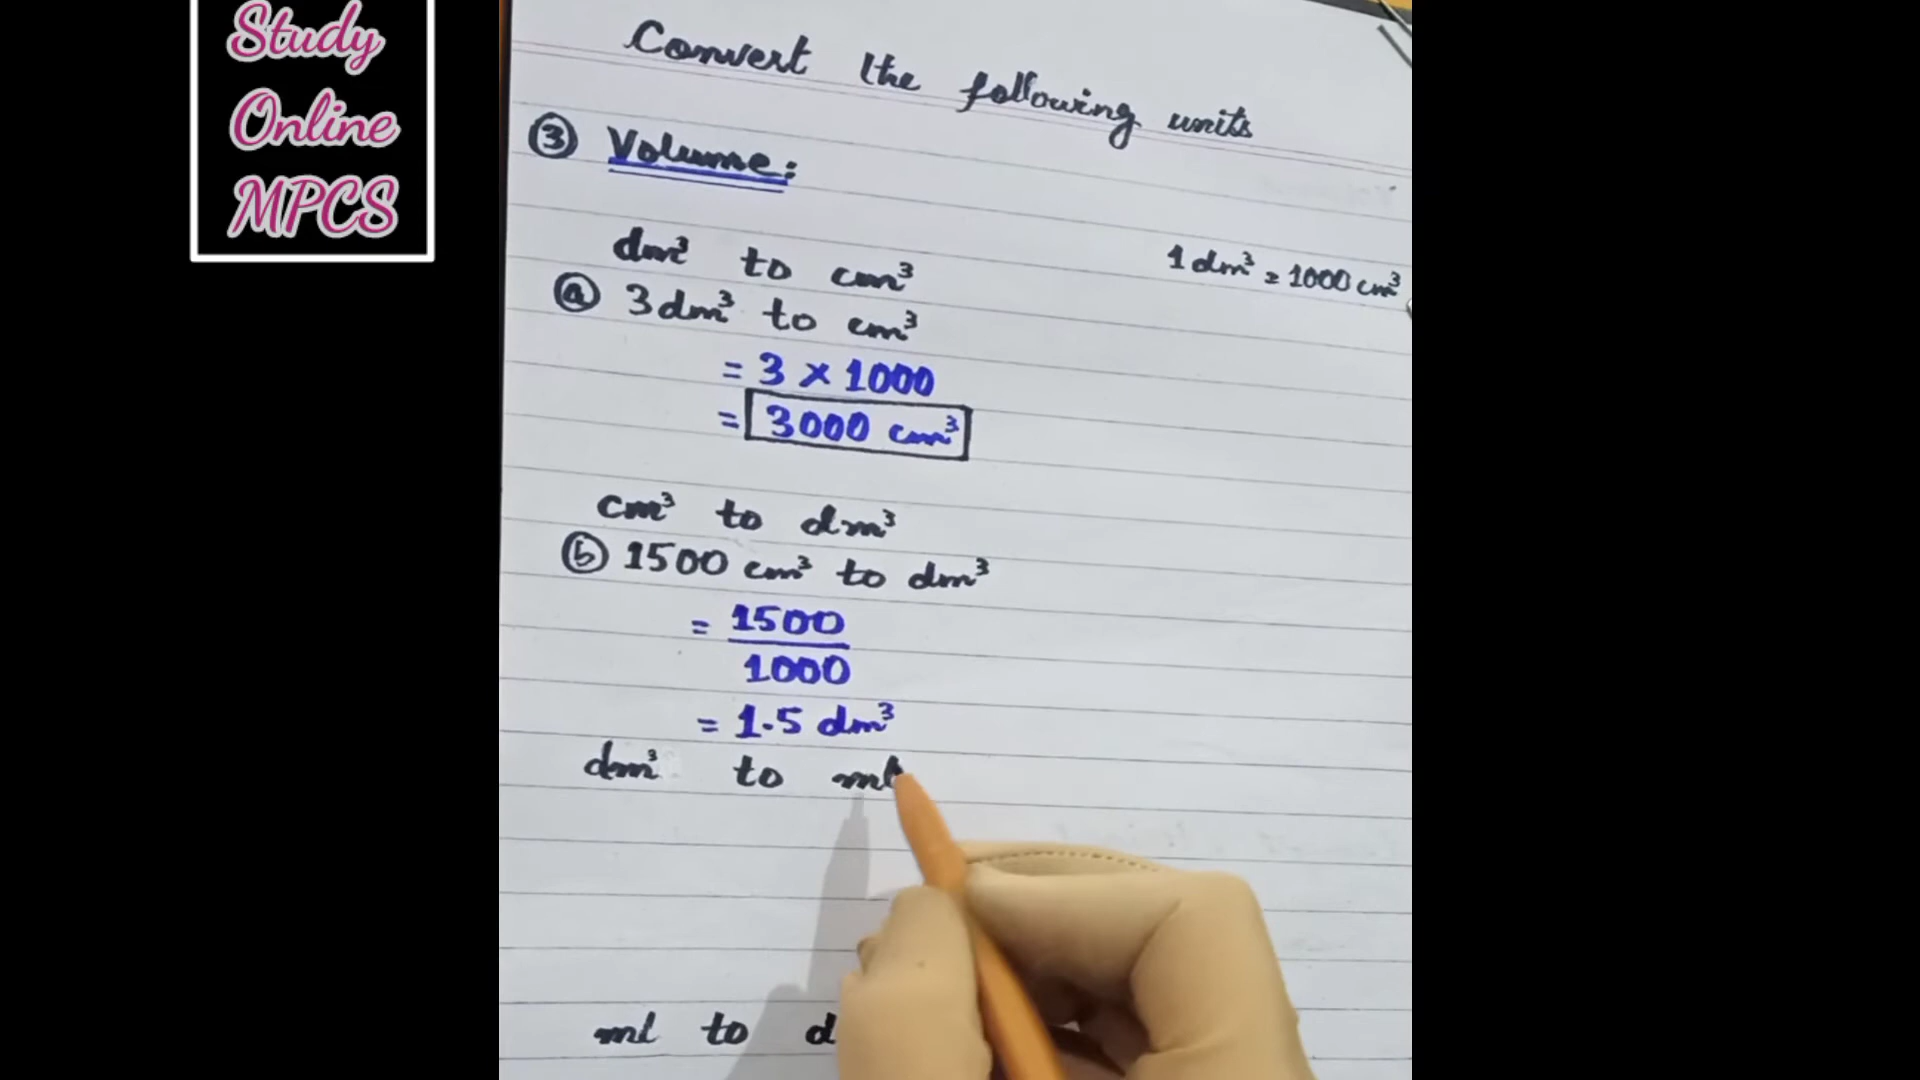 Study
Online
MPCS
Convert the following units
③ Volume:
dm³ to cm³
1 dm³ = 1000 cm³
ⓐ 3dm³ to cm³
= 3 × 1000
= 3000 cm³
cm³ to dm³
ⓑ 1500 cm³ to dm³
= 1500
1000
= 1.5 dm³
dm³ to ml
ml to d